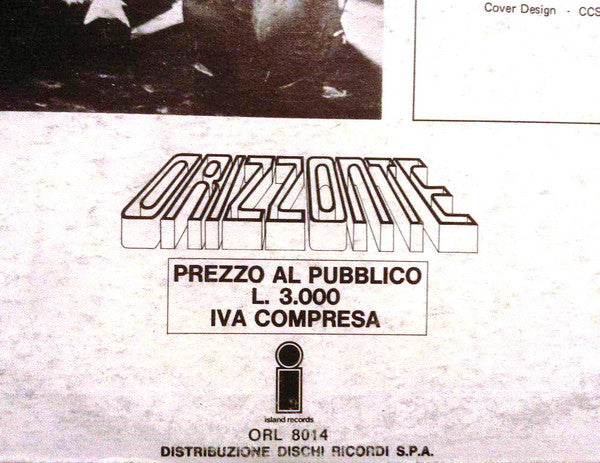 Cover Design - CCS
ORIZZONTE
PREZZO AL PUBBLICO
L. 3.000
IVA COMPRESA
island records
ORL 8014
DISTRIBUZIONE DISCHI RICORDI S.P.A.